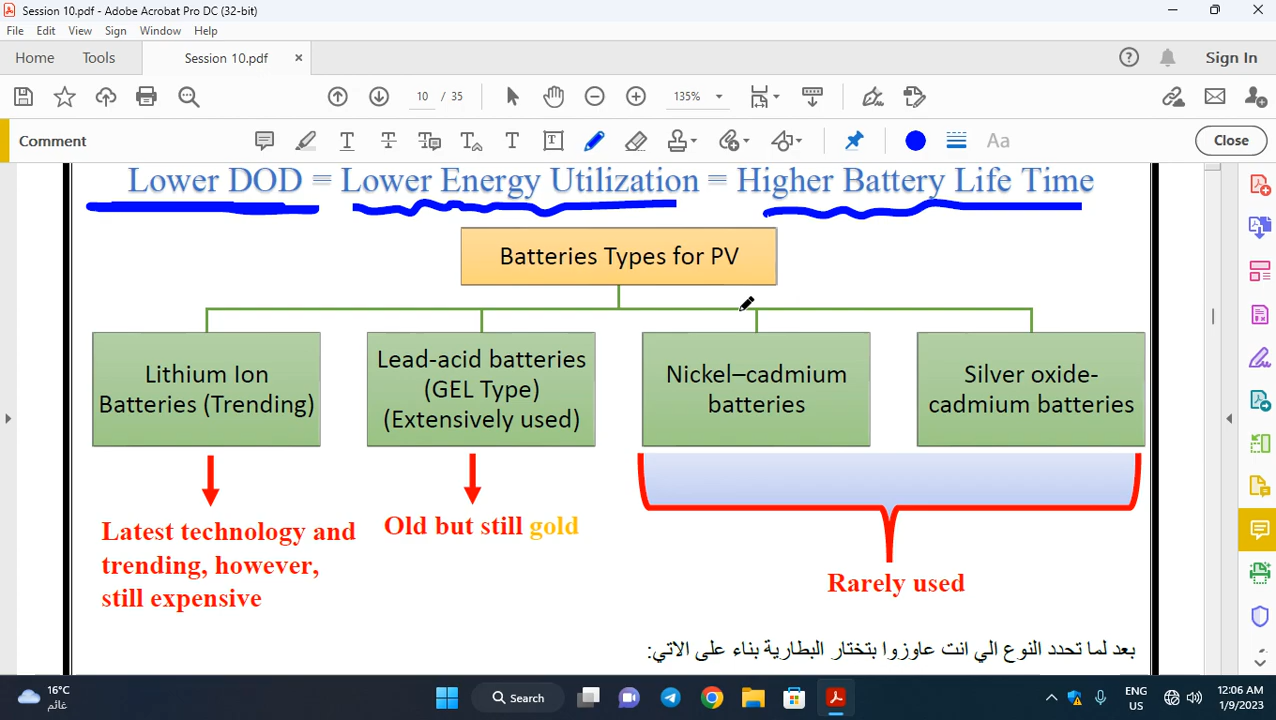 Session 10.pdf - Adobe Acrobat Pro DC (32-bit)
File Edit View Sign Window Help
Home Tools Session 10.pdf Sign In
10 / 35 135%
Comment Close
Lower DOD = Lower Energy Utilization = Higher Battery Life Time
Batteries Types for PV
Lithium Ion
Batteries (Trending)
Lead-acid batteries
(GEL Type)
(Extensively used)
Nickel–cadmium
batteries
Silver oxide-
cadmium batteries
Latest technology and
trending, however,
still expensive
Old but still gold
Rarely used
بعد لما تحدد النوع الي انت عاوزوا بتختار البطارية بناء على الاتي:
16°C
غائم
Search
ENG
US
12:06 AM
1/9/2023